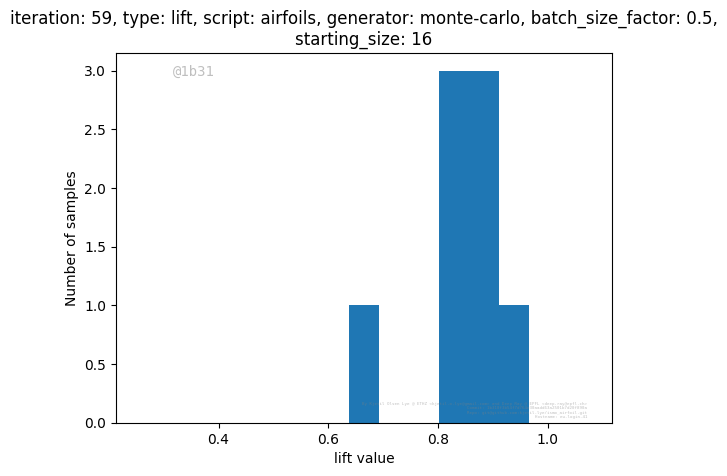 iteration: 59, type: lift, script: airfoils, generator: monte-carlo, batch_size_factor: 0.5,
starting_size: 16
@1b31
3.0
2.5
2.0
1.5
1.0
0.5
0.0
Number of samples
0.4 0.6 0.8 1.0
lift value